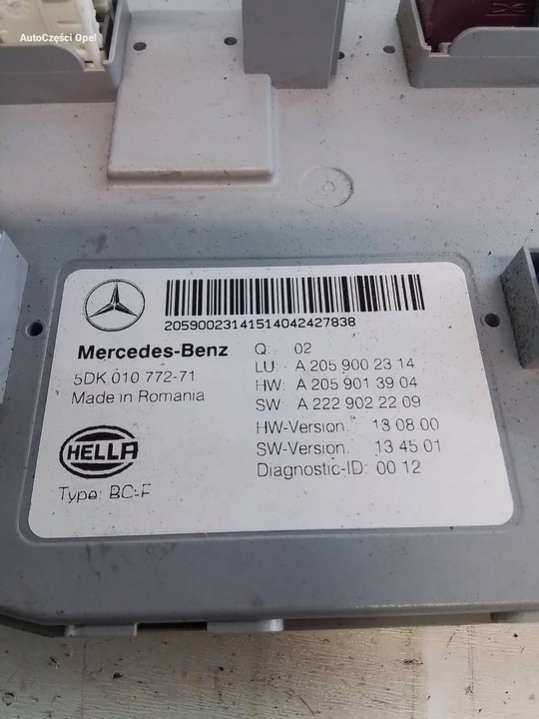 AutoCzęści Opel
20590023141514042427838
Mercedes-Benz
5DK 010 772-71
Made in Romania
HELLA
Type: BC-F
Q: 02
LU: A 205 900 23 14
HW: A 205 901 39 04
SW: A 222 902 22 09
HW-Version: 13 08 00
SW-Version: 13 45 01
Diagnostic-ID: 00 12